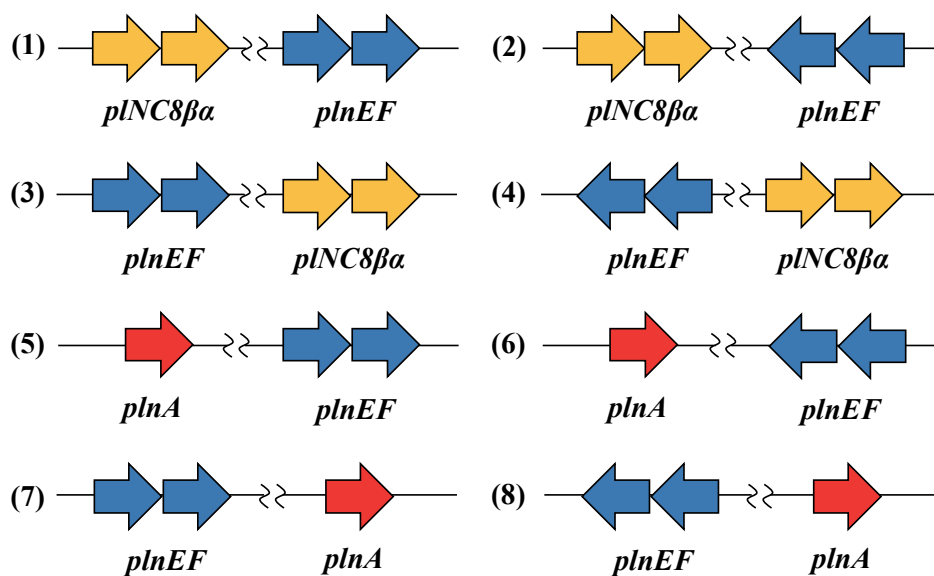 (1) (2)
plNC8βα plnEF plNC8βα plnEF
(3) (4)
plnEF plNC8βα plnEF plNC8βα
(5) (6)
plnA plnEF plnA plnEF
(7) (8)
plnEF plnA plnEF plnA